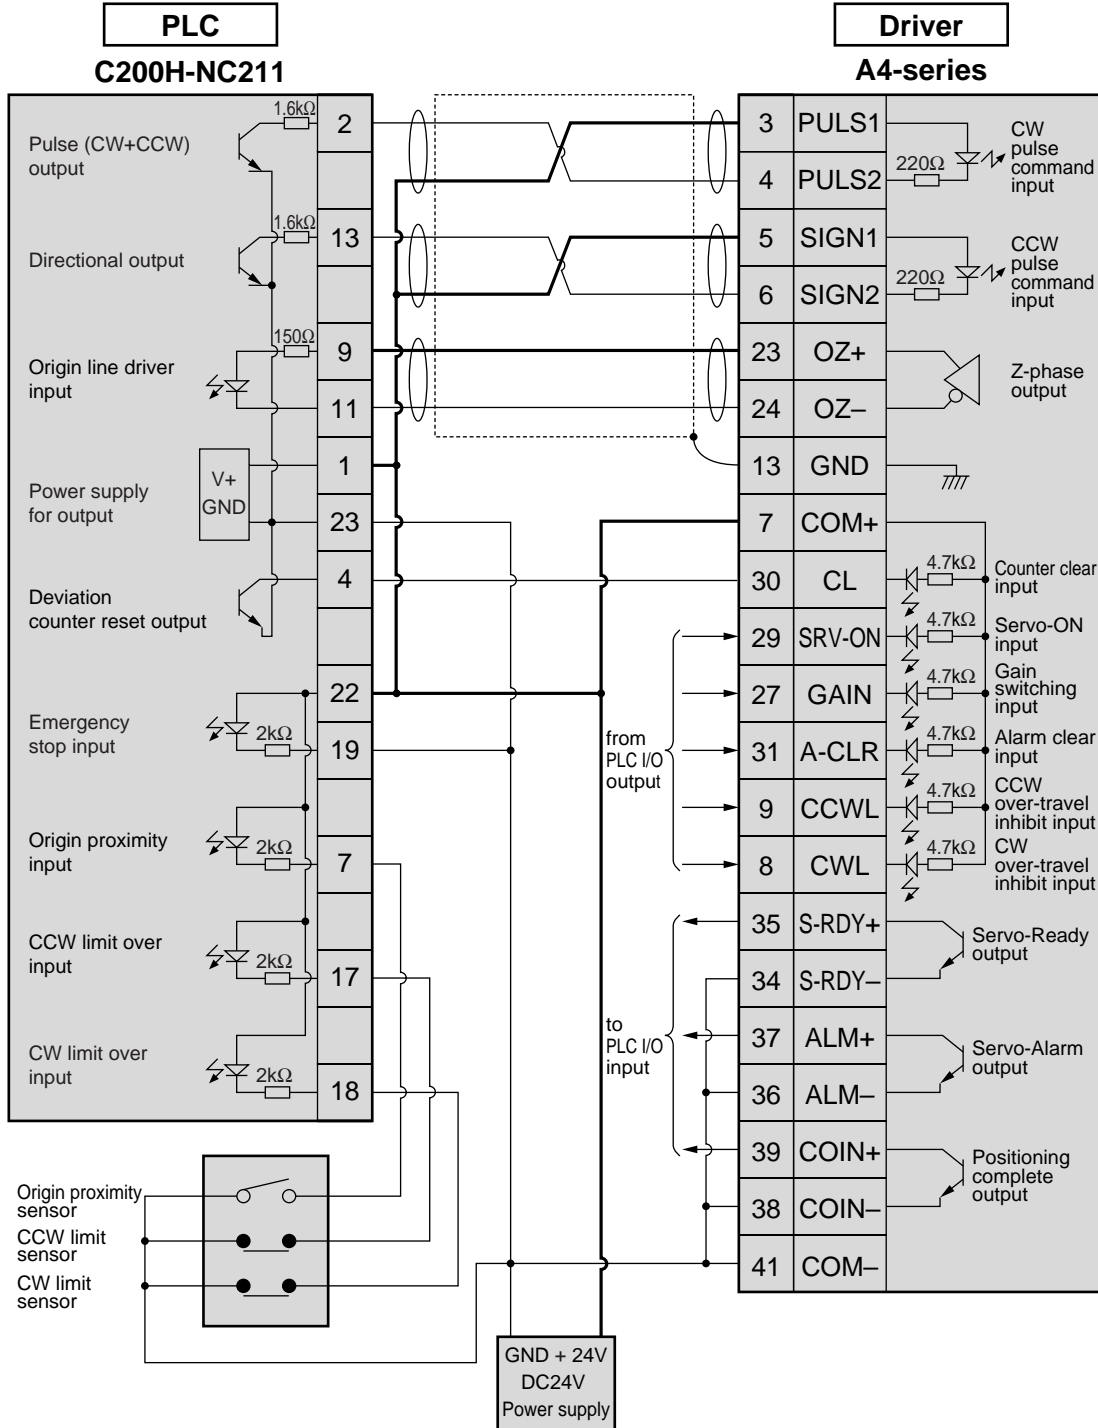 PLC
C200H-NC211
Driver
A4-series
Pulse (CW+CCW)
output
1.6kΩ
2
Directional output
1.6kΩ
13
Origin line driver
input
150Ω
9
11
Power supply
for output
V+
GND
1
23
Deviation
counter reset output
4
Emergency
stop input
22
2kΩ
19
Origin proximity
input
2kΩ
7
CCW limit over
input
2kΩ
17
CW limit over
input
2kΩ
18
Origin proximity
sensor
CCW limit
sensor
CW limit
sensor
GND + 24V
DC24V
Power supply
from
PLC I/O
output
to
PLC I/O
input
3 PULS1
4 PULS2
220Ω
CW
pulse
command
input
5 SIGN1
6 SIGN2
220Ω
CCW
pulse
command
input
23 OZ+
24 OZ–
Z-phase
output
13 GND
7 COM+
30 CL
4.7kΩ
Counter clear
input
29 SRV-ON
4.7kΩ
Servo-ON
input
27 GAIN
4.7kΩ
Gain
switching
input
31 A-CLR
4.7kΩ
Alarm clear
input
9 CCWL
4.7kΩ
CCW
over-travel
inhibit input
8 CWL
4.7kΩ
CW
over-travel
inhibit input
35 S-RDY+
34 S-RDY–
Servo-Ready
output
37 ALM+
36 ALM–
Servo-Alarm
output
39 COIN+
38 COIN–
Positioning
complete
output
41 COM–